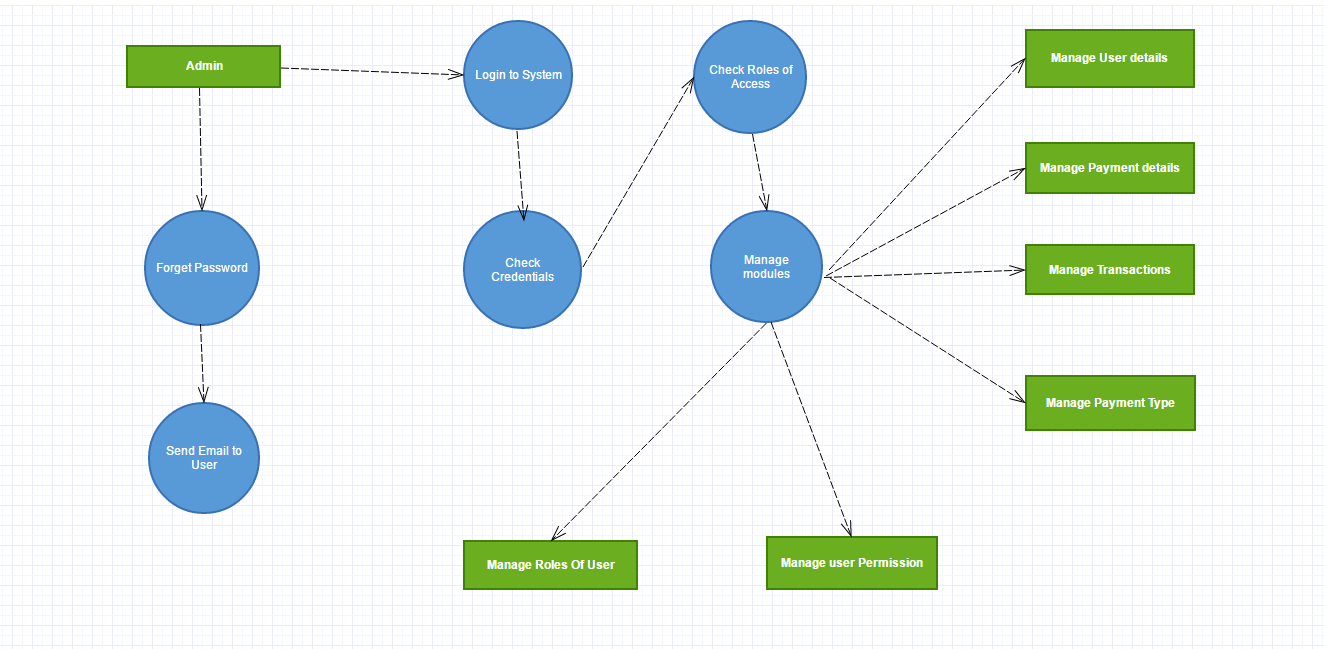 Admin
Login to System
Check Roles of
Access
Manage User details
Manage Payment details
Forget Password
Check
Credentials
Manage
modules
Manage Transactions
Manage Payment Type
Send Email to
User
Manage Roles Of User
Manage user Permission